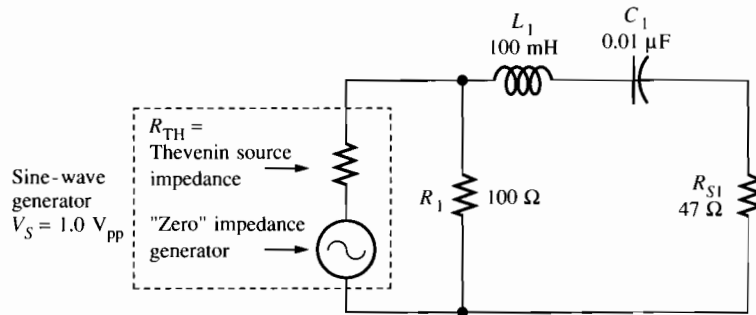 L1
100 mH
C1
0.01 µF
RTH =
Thevenin source
impedance
Sine-wave
generator
VS = 1.0 Vpp
"Zero" impedance
generator
R1
100 Ω
RS1
47 Ω